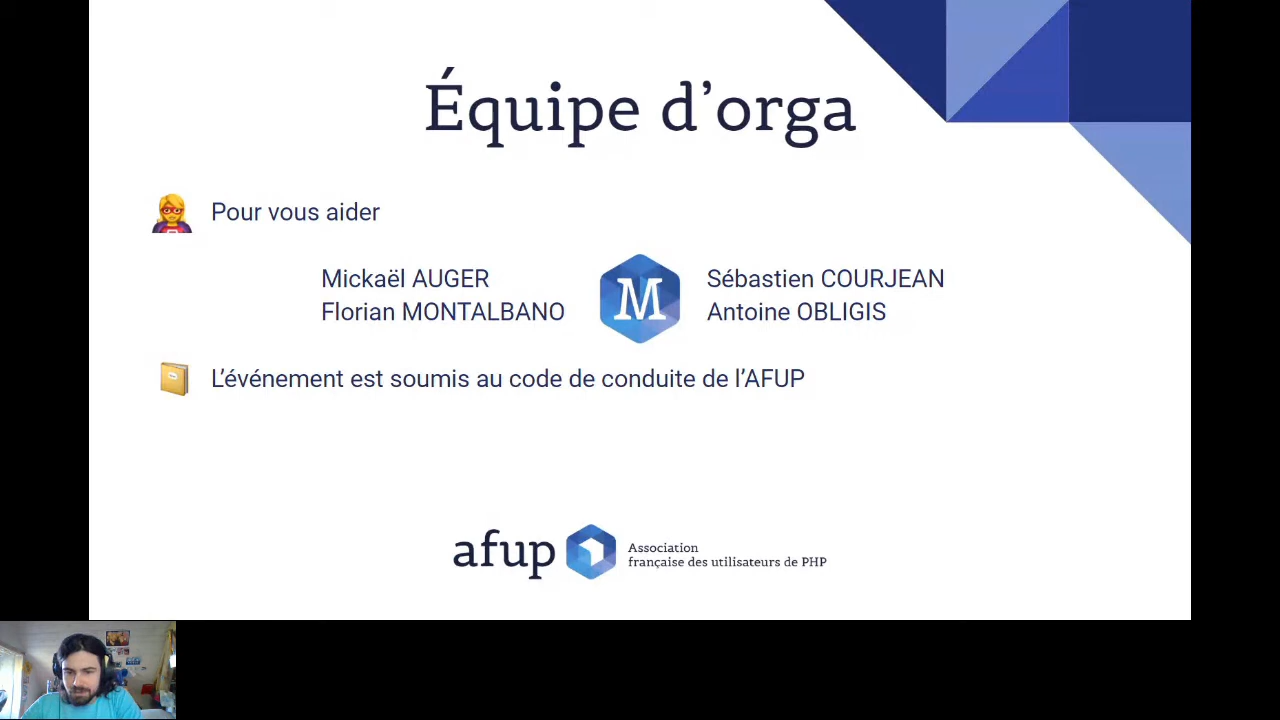 Équipe d’orga
Pour vous aider
Mickaël AUGER
Florian MONTALBANO
M
Sébastien COURJEAN
Antoine OBLIGIS
L’événement est soumis au code de conduite de l’AFUP
afup
Association
française des utilisateurs de PHP